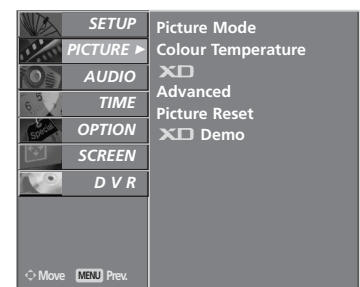 SETUP
PICTURE ►
AUDIO
TIME
OPTION
SCREEN
D V R
Picture Mode
Colour Temperature
XD
Advanced
Picture Reset
XD Demo
Move MENU Prev.